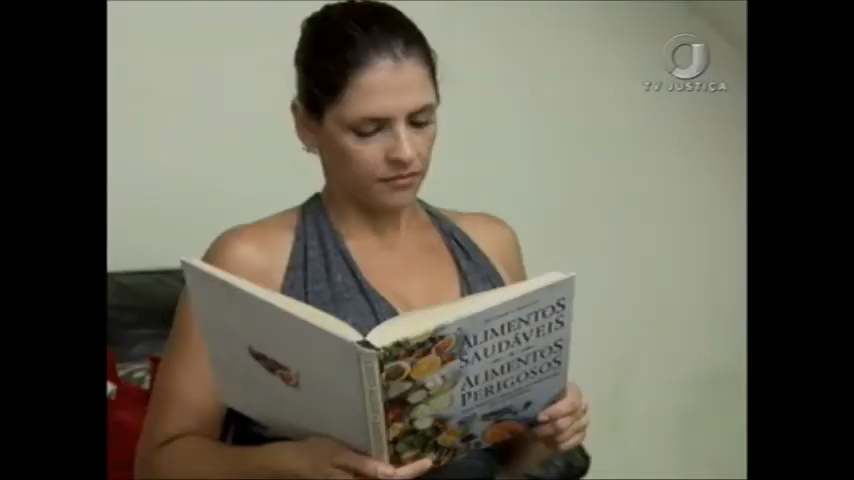 TV JUSTIÇA
ALIMENTOS
SAUDÁVEIS
ALIMENTOS
PERIGOSOS